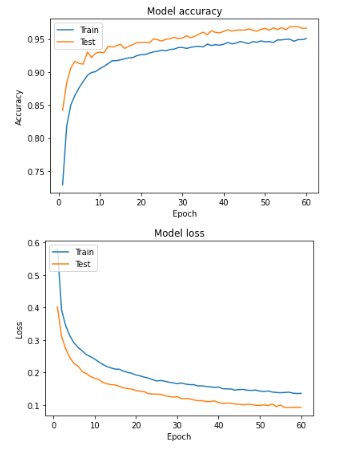 Model accuracy
Train
Test
0.95
0.90
0.85
0.80
0.75
Accuracy
0 10 20 30 40 50 60
Epoch
Model loss
Train
Test
0.6
0.5
0.4
0.3
0.2
0.1
Loss
0 10 20 30 40 50 60
Epoch